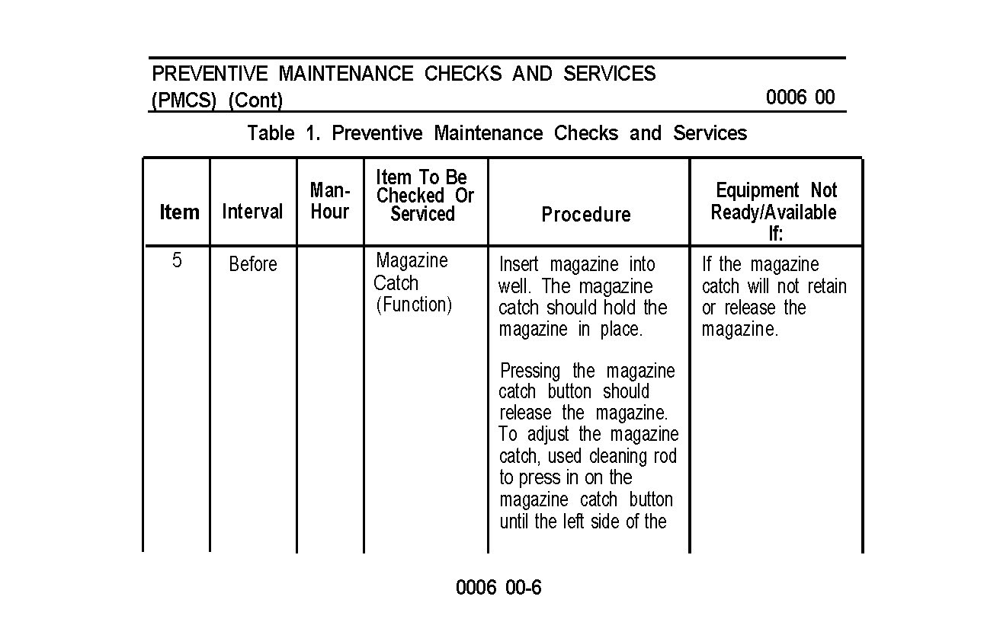 PREVENTIVE MAINTENANCE CHECKS AND SERVICES
(PMCS) (Cont)
0006 00
Table 1. Preventive Maintenance Checks and Services
Item
Interval
Man-
Hour
Item To Be
Checked Or
Serviced
Procedure
Equipment Not
Ready/Available
If:
5
Before
Magazine
Catch
(Function)
Insert magazine into
well. The magazine
catch should hold the
magazine in place.
Pressing the magazine
catch button should
release the magazine.
To adjust the magazine
catch, used cleaning rod
to press in on the
magazine catch button
until the left side of the
If the magazine
catch will not retain
or release the
magazine.
0006 00-6